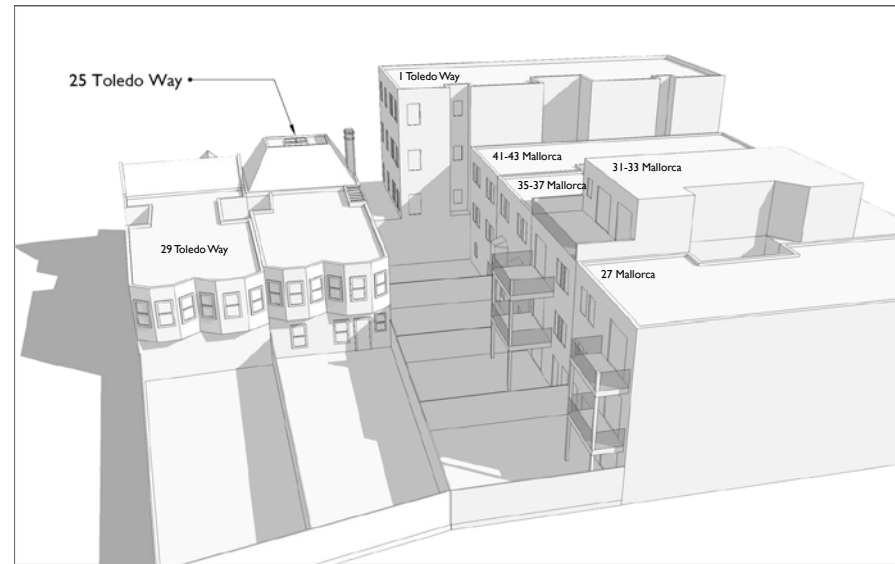 25 Toledo Way
1 Toledo Way
41-43 Mallorca
31-33 Mallorca
35-37 Mallorca
29 Toledo Way
27 Mallorca